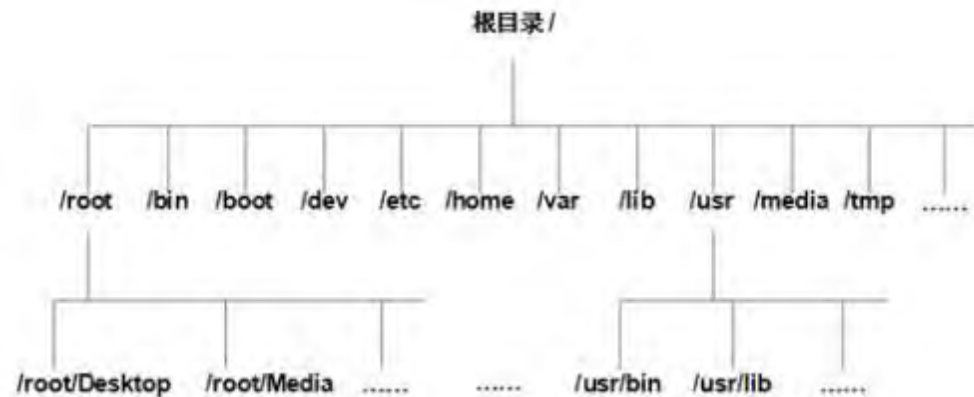 根目录 /
/root /bin /boot /dev /etc /home /var /lib /usr /media /tmp ......
/root/Desktop /root/Media ...... ...... /usr/bin /usr/lib ......